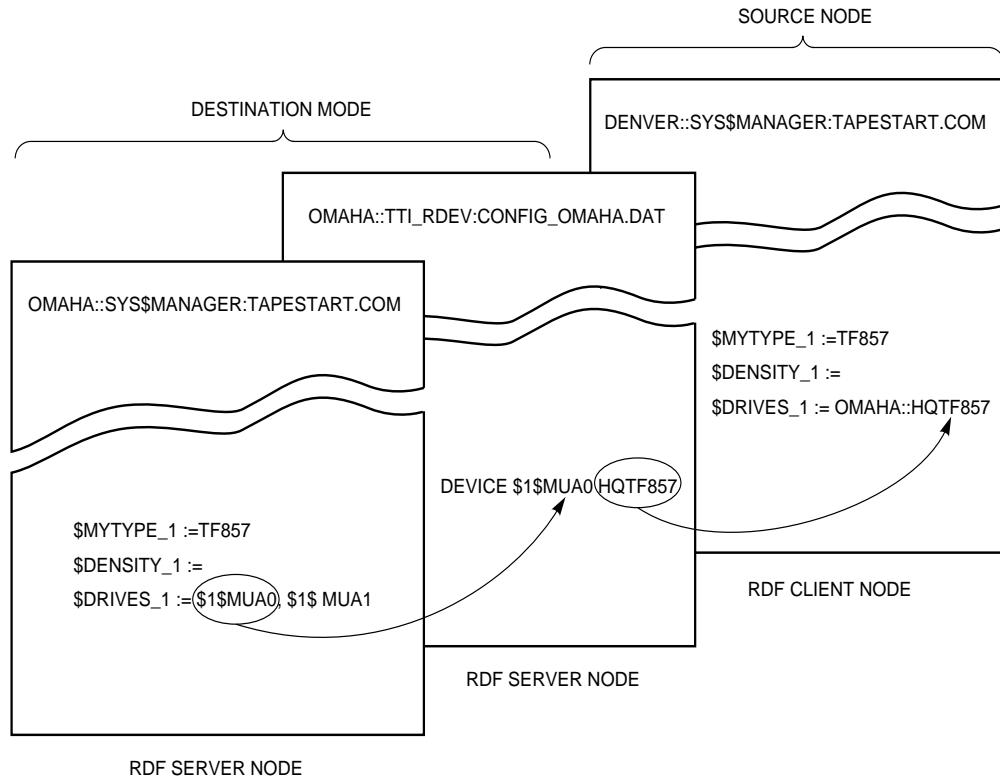 SOURCE NODE
DESTINATION MODE
DENVER::SYS$MANAGER:TAPESTART.COM
OMAHA::TTI_RDEV:CONFIG_OMAHA.DAT
OMAHA::SYS$MANAGER:TAPESTART.COM
$MYTYPE_1 :=TF857
$DENSITY_1 :=
$DRIVES_1 := OMAHA::HQTF857
DEVICE $1$MUA0 HQTF857
$MYTYPE_1 :=TF857
$DENSITY_1 :=
$DRIVES_1 := $1$MUA0, $1$ MUA1
RDF CLIENT NODE
RDF SERVER NODE
RDF SERVER NODE